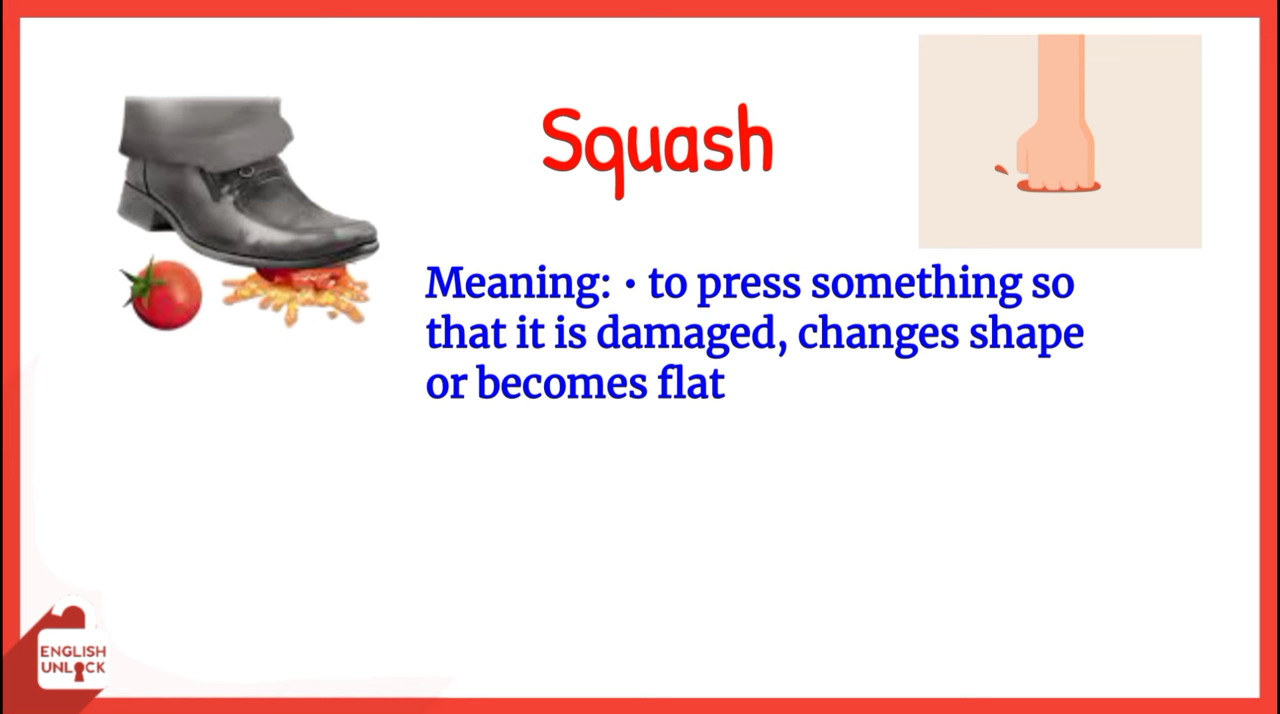 Squash
Meaning: • to press something so
that it is damaged, changes shape
or becomes flat
ENGLISH
UNLOCK